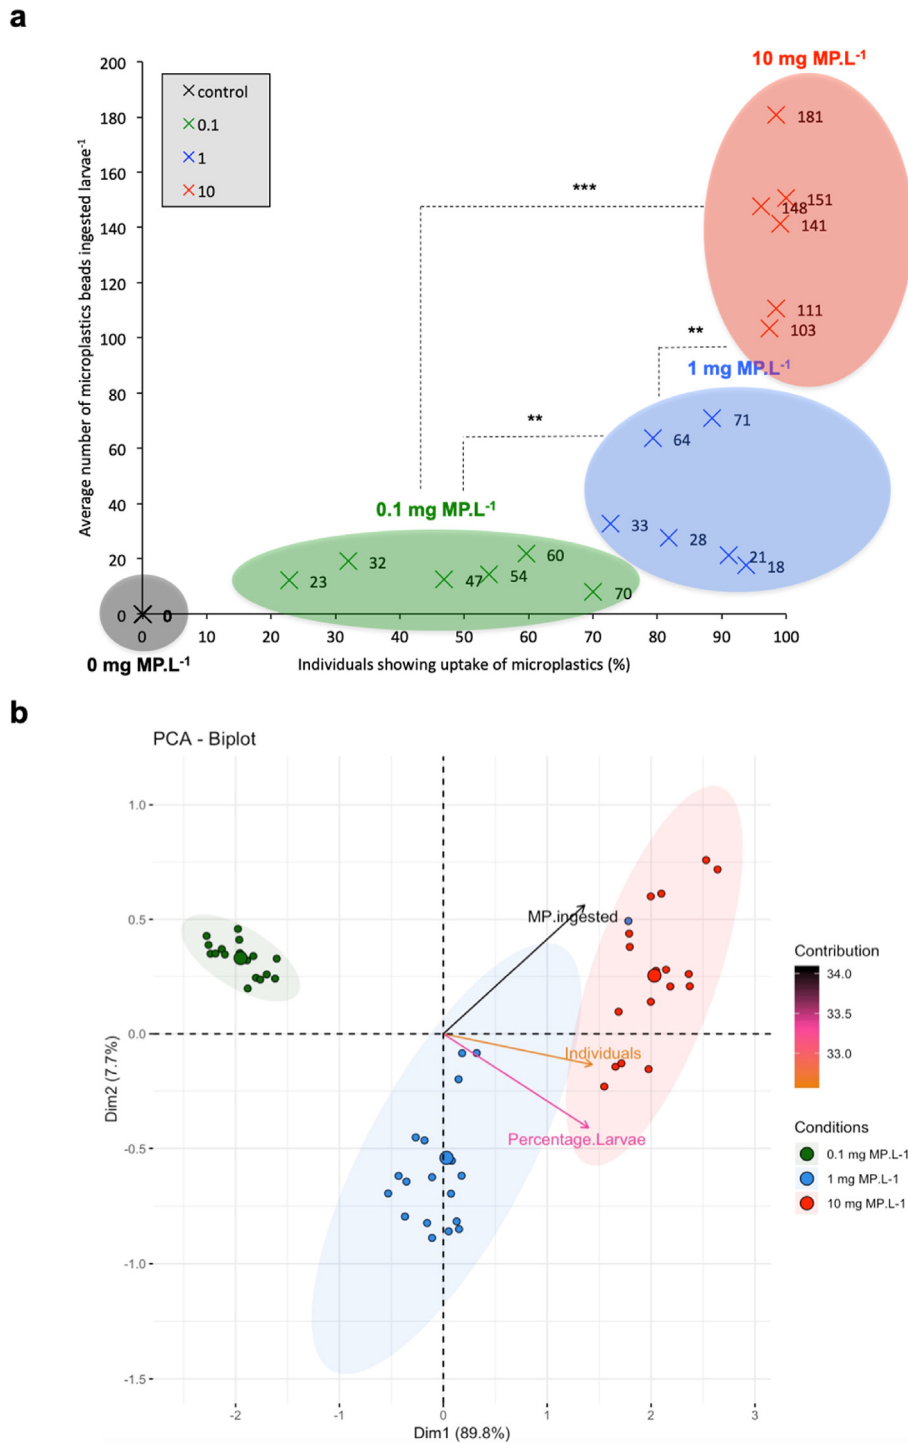 a
10 mg MP.L-1
200
180
160
140
120
100
80
60
40
20
0
Average number of microplastics beads ingested larvae-1
control
0.1
1
10
***
**
**
181
151
148
141
111
103
1 mg MP.L-1
71
64
33
28
21
18
0.1 mg MP.L-1
60
32
54
47
23
70
0
0 10 20 30 40 50 60 70 80 90 100
0 mg MP.L-1
Individuals showing uptake of microplastics (%)
b
PCA - Biplot
1.0
0.5
0.0
-0.5
-1.0
-1.5
Dim2 (7.7%)
MP.ingested
Individuals
Percentage.Larvae
-2 -1 0 1 2 3
Dim1 (89.8%)
Contribution
34.0
33.5
33.0
Conditions
0.1 mg MP.L-1
1 mg MP.L-1
10 mg MP.L-1